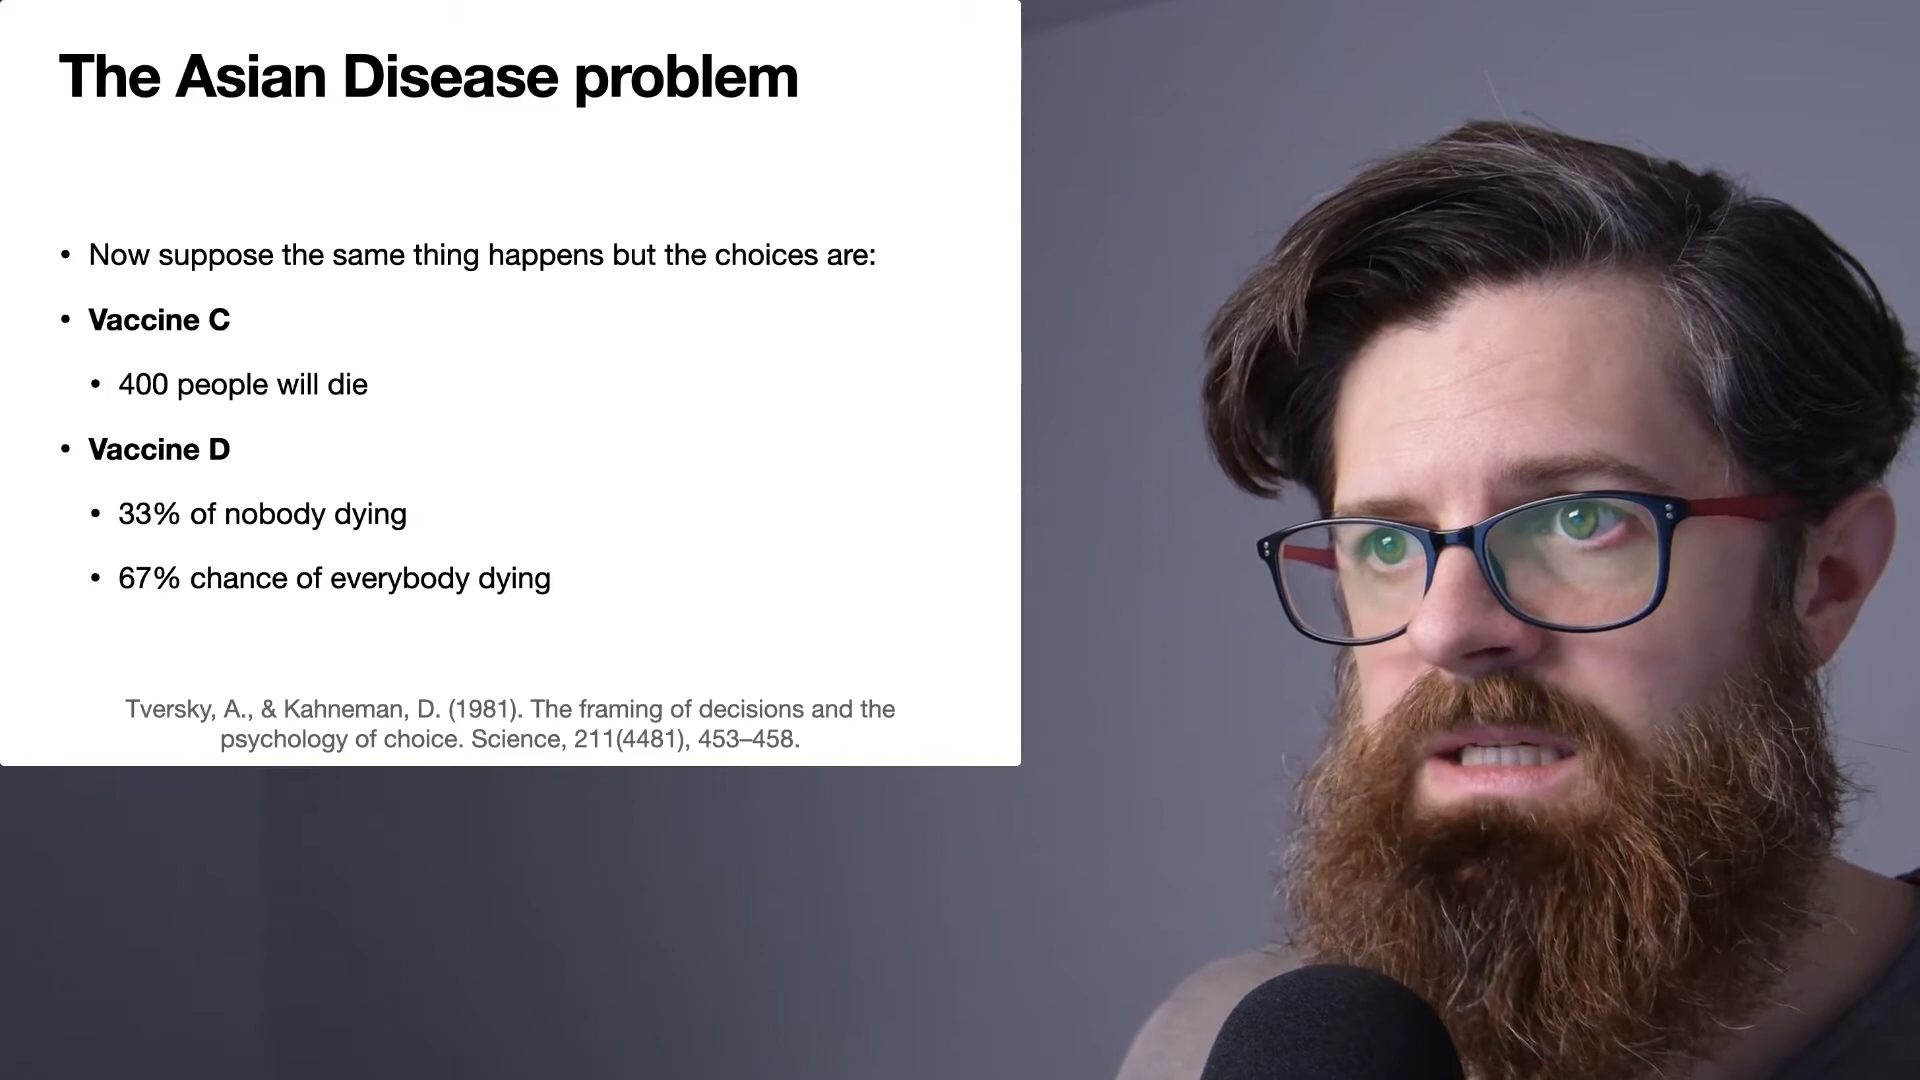 The Asian Disease problem
• Now suppose the same thing happens but the choices are:
• Vaccine C
• 400 people will die
• Vaccine D
• 33% of nobody dying
• 67% chance of everybody dying
Tversky, A., & Kahneman, D. (1981). The framing of decisions and the
psychology of choice. Science, 211(4481), 453–458.